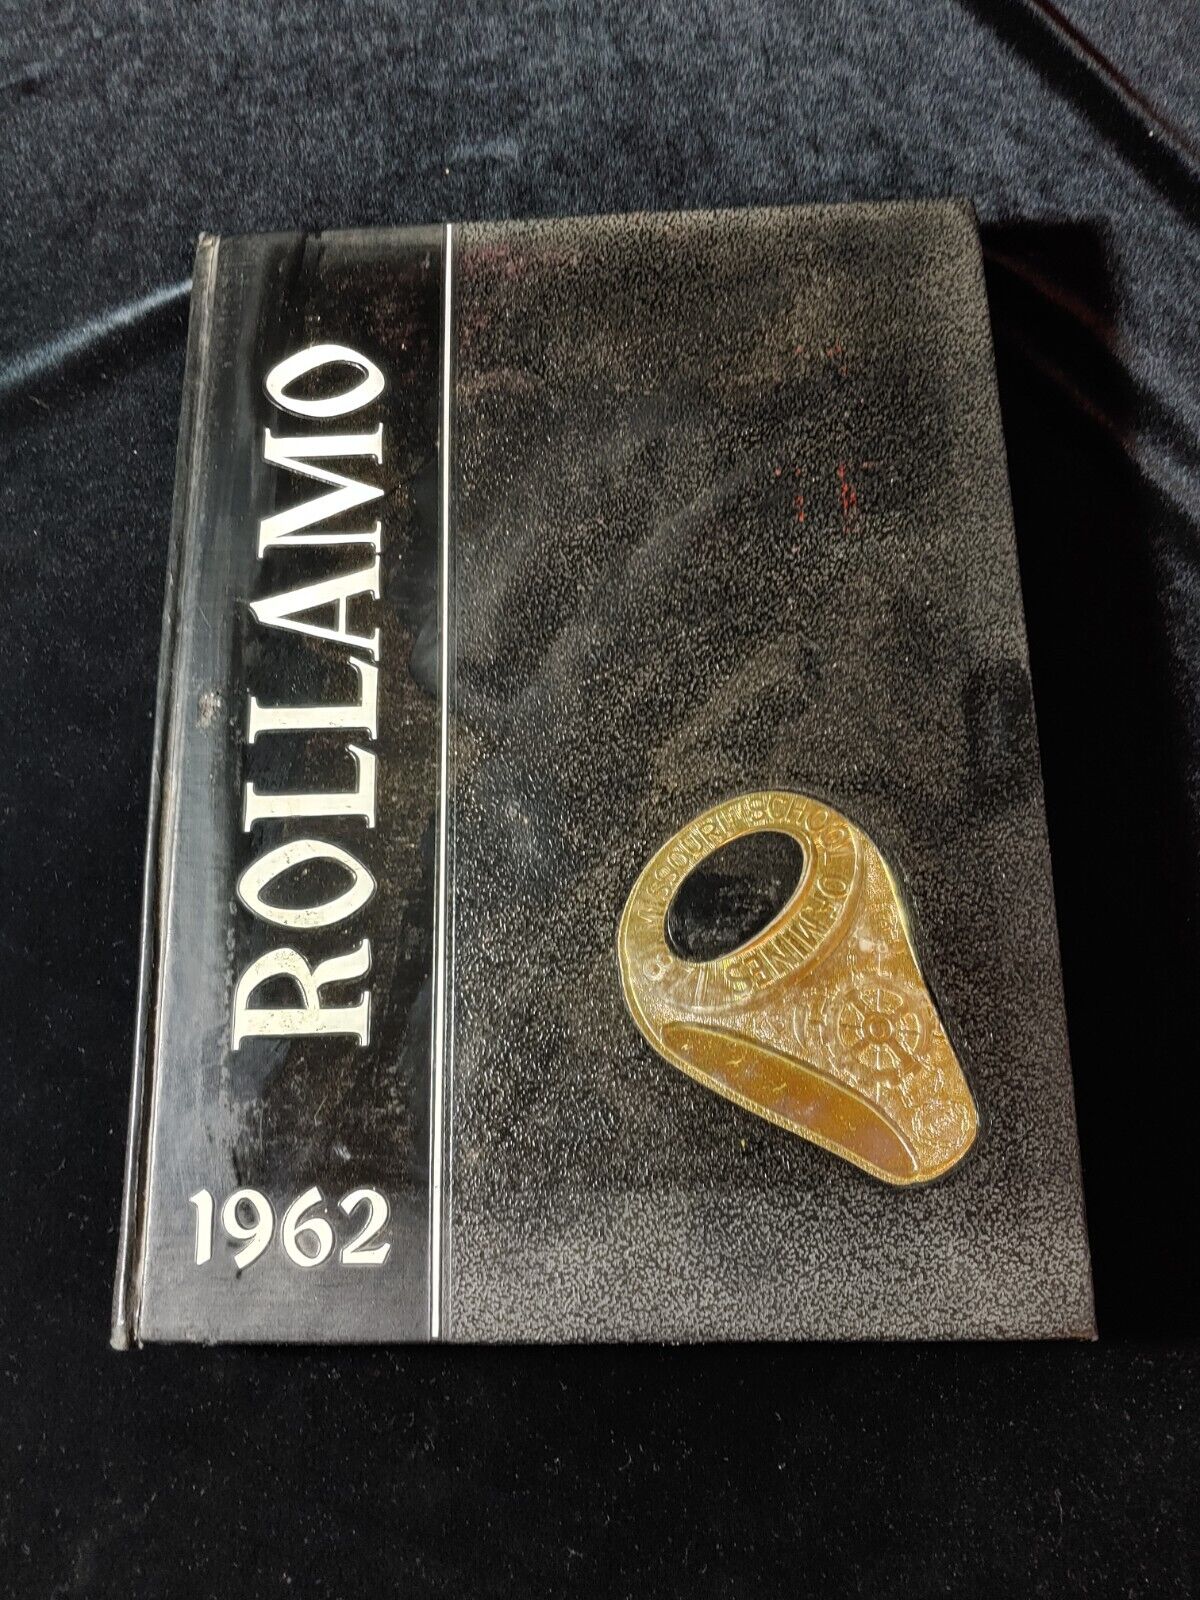 ROLLAMO
1962
MISSOURI SCHOOL OF MINES